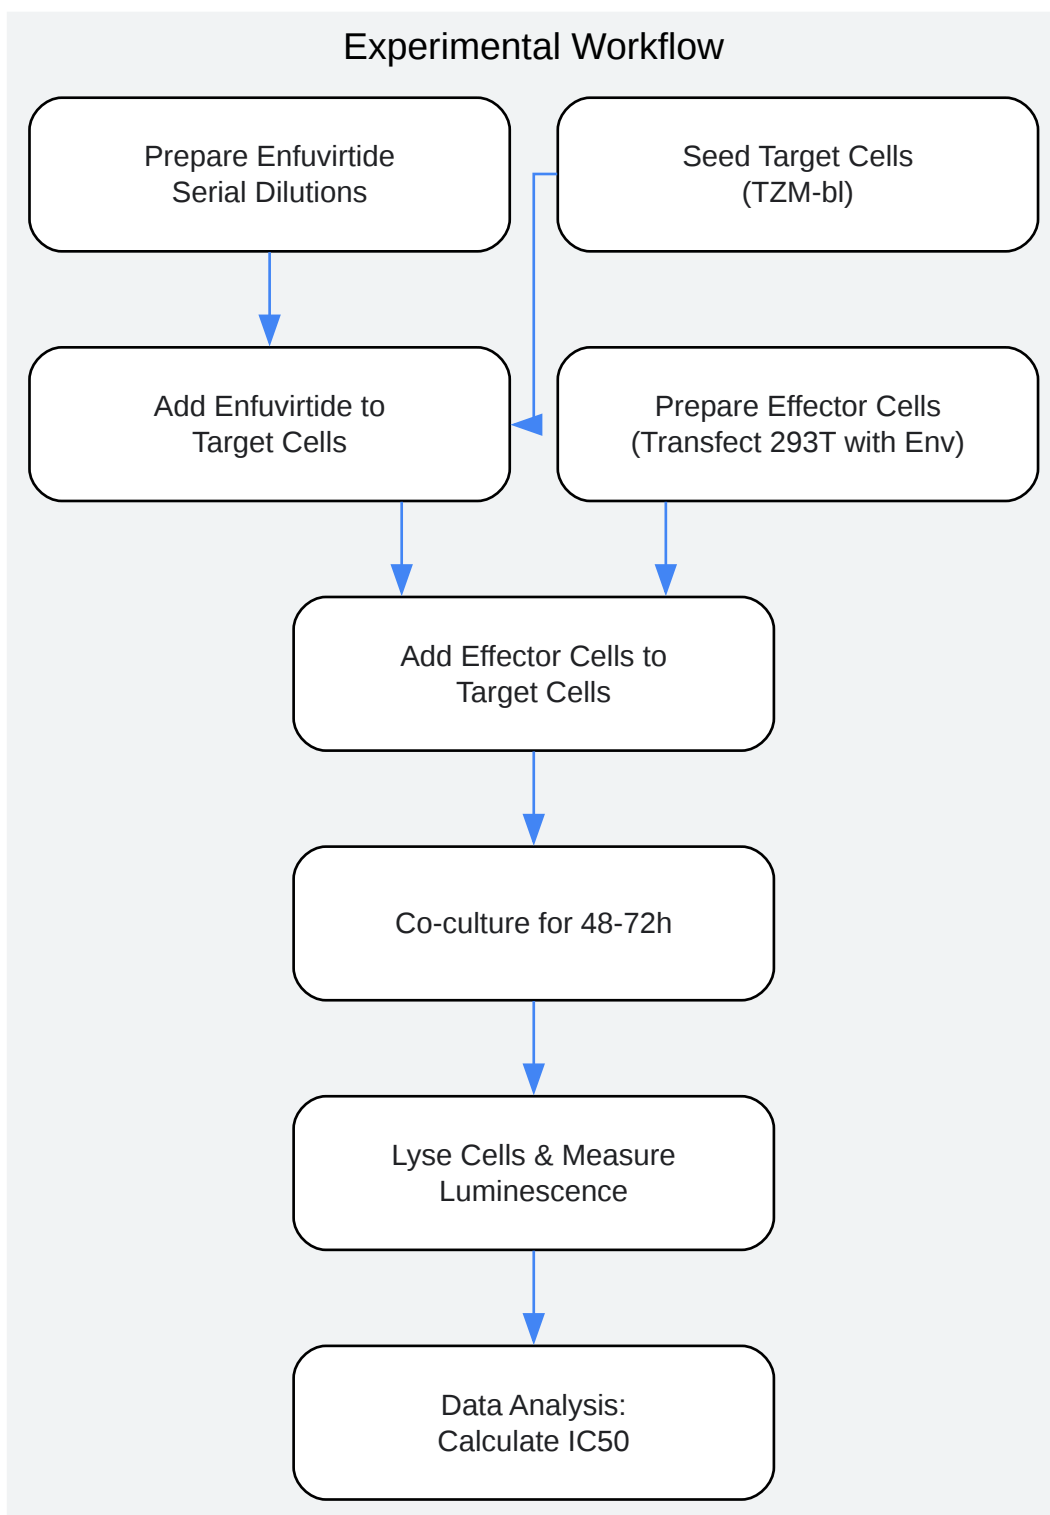 Experimental Workflow
Prepare Enfuvirtide
Serial Dilutions
Seed Target Cells
(TZM-bl)
Add Enfuvirtide to
Target Cells
Prepare Effector Cells
(Transfect 293T with Env)
Add Effector Cells to
Target Cells
Co-culture for 48-72h
Lyse Cells & Measure
Luminescence
Data Analysis:
Calculate IC50